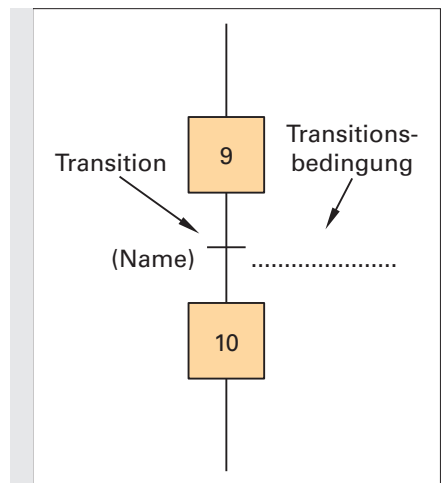 9
Transitions-
bedingung
Transition
(Name) ......................
10